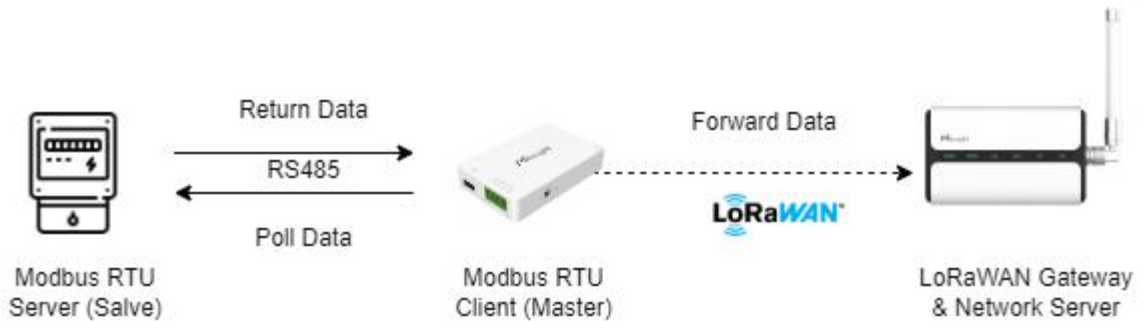 Return Data
RS485
Poll Data
Forward Data
LoRaWAN
Milesight
Modbus RTU
Server (Salve)
Modbus RTU
Client (Master)
LoRaWAN Gateway
& Network Server